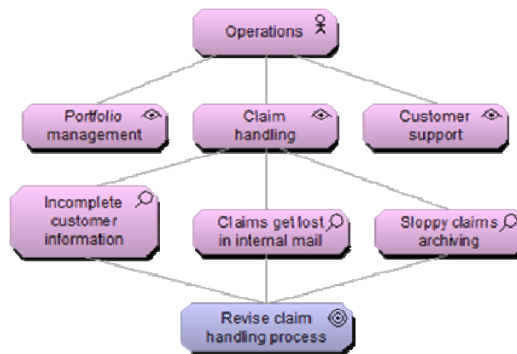 Operations
Portfolio
management
Claim
handling
Customer
support
Incomplete
customer
information
Claims get lost
in internal mail
Sloppy claims
archiving
Revise claim
handling process